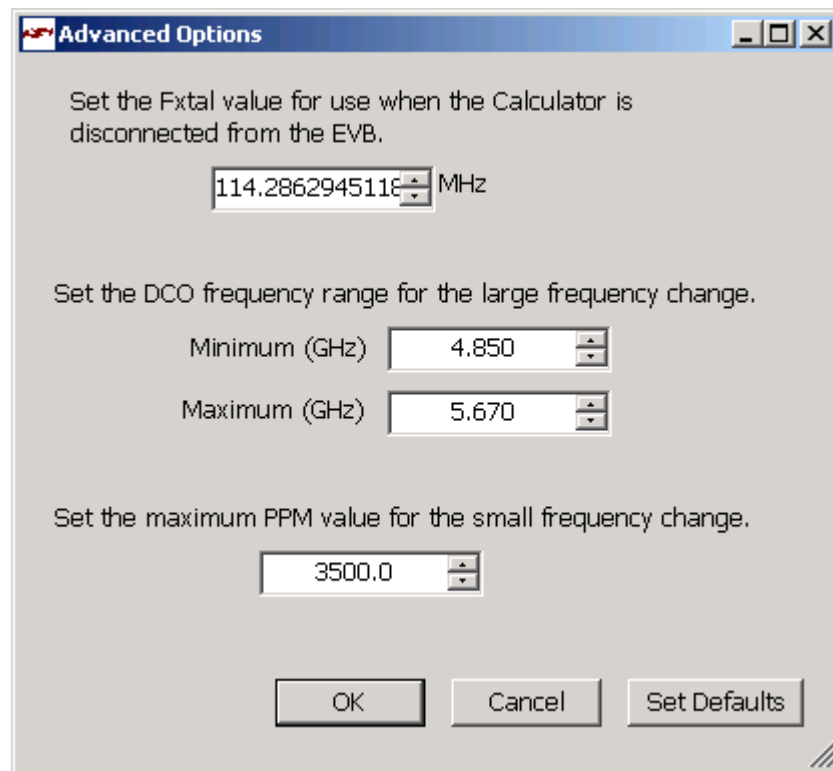 Advanced Options
Set the Fxtal value for use when the Calculator is
disconnected from the EVB.
114.2862945118 MHz
Set the DCO frequency range for the large frequency change.
Minimum (GHz) 4.850
Maximum (GHz) 5.670
Set the maximum PPM value for the small frequency change.
3500.0
OK Cancel Set Defaults